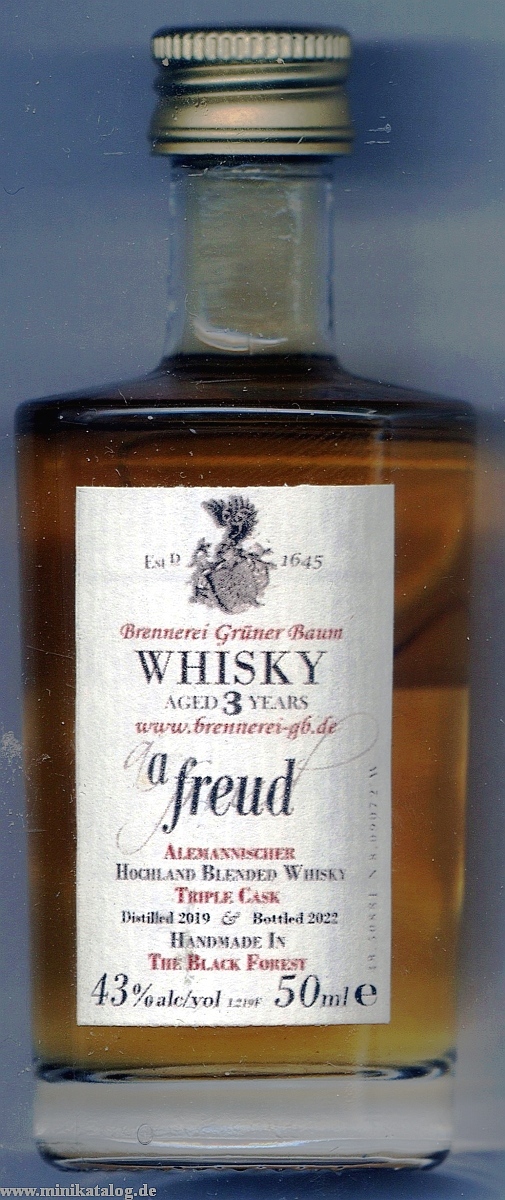 Est D 1645
Brennerei Grüner Baum
WHISKY
AGED 3 YEARS
www.brennerei-gb.de
a freud
ALEMANNISCHER
HOCHLAND BLENDED WHISKY
TRIPLE CASK
Distilled 2019 & Bottled 2022
HANDMADE IN
THE BLACK FOREST
43%alc/vol L219F 50ml e
www.minikatalog.de